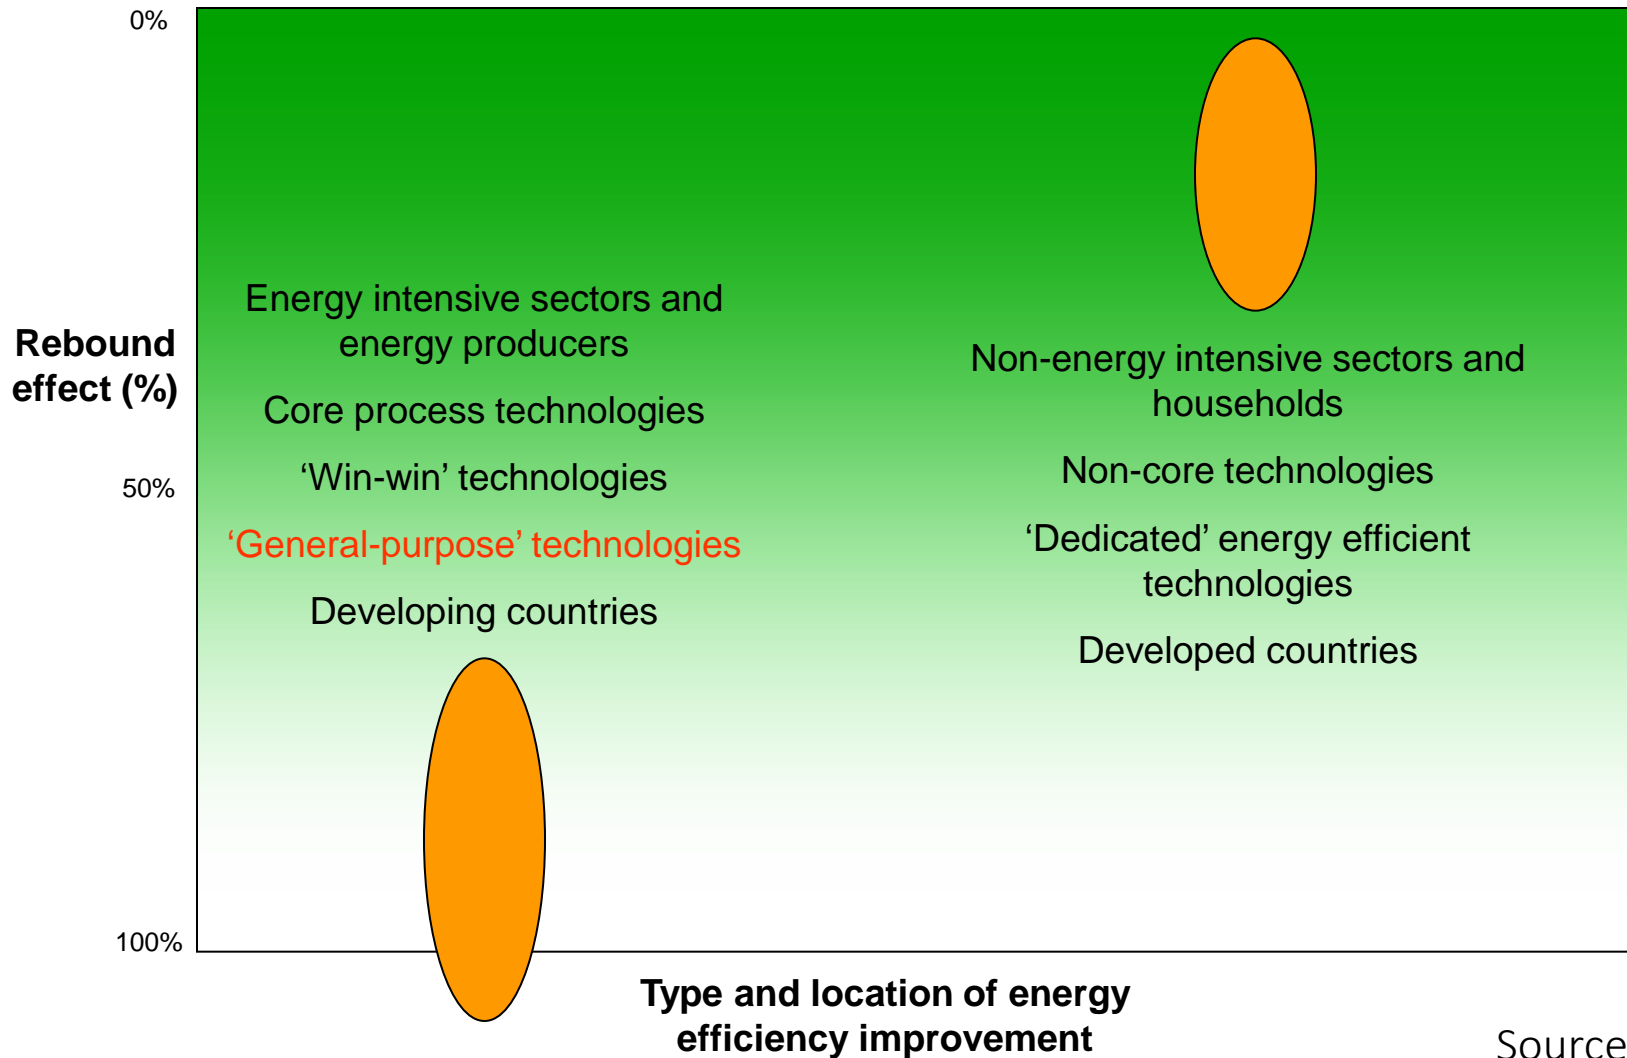 0%
Rebound
effect (%)
50%
100%
Energy intensive sectors and
energy producers
Core process technologies
‘Win-win’ technologies
‘General-purpose’ technologies
Developing countries
Non-energy intensive sectors and
households
Non-core technologies
‘Dedicated’ energy efficient
technologies
Developed countries
Type and location of energy
efficiency improvement
Source